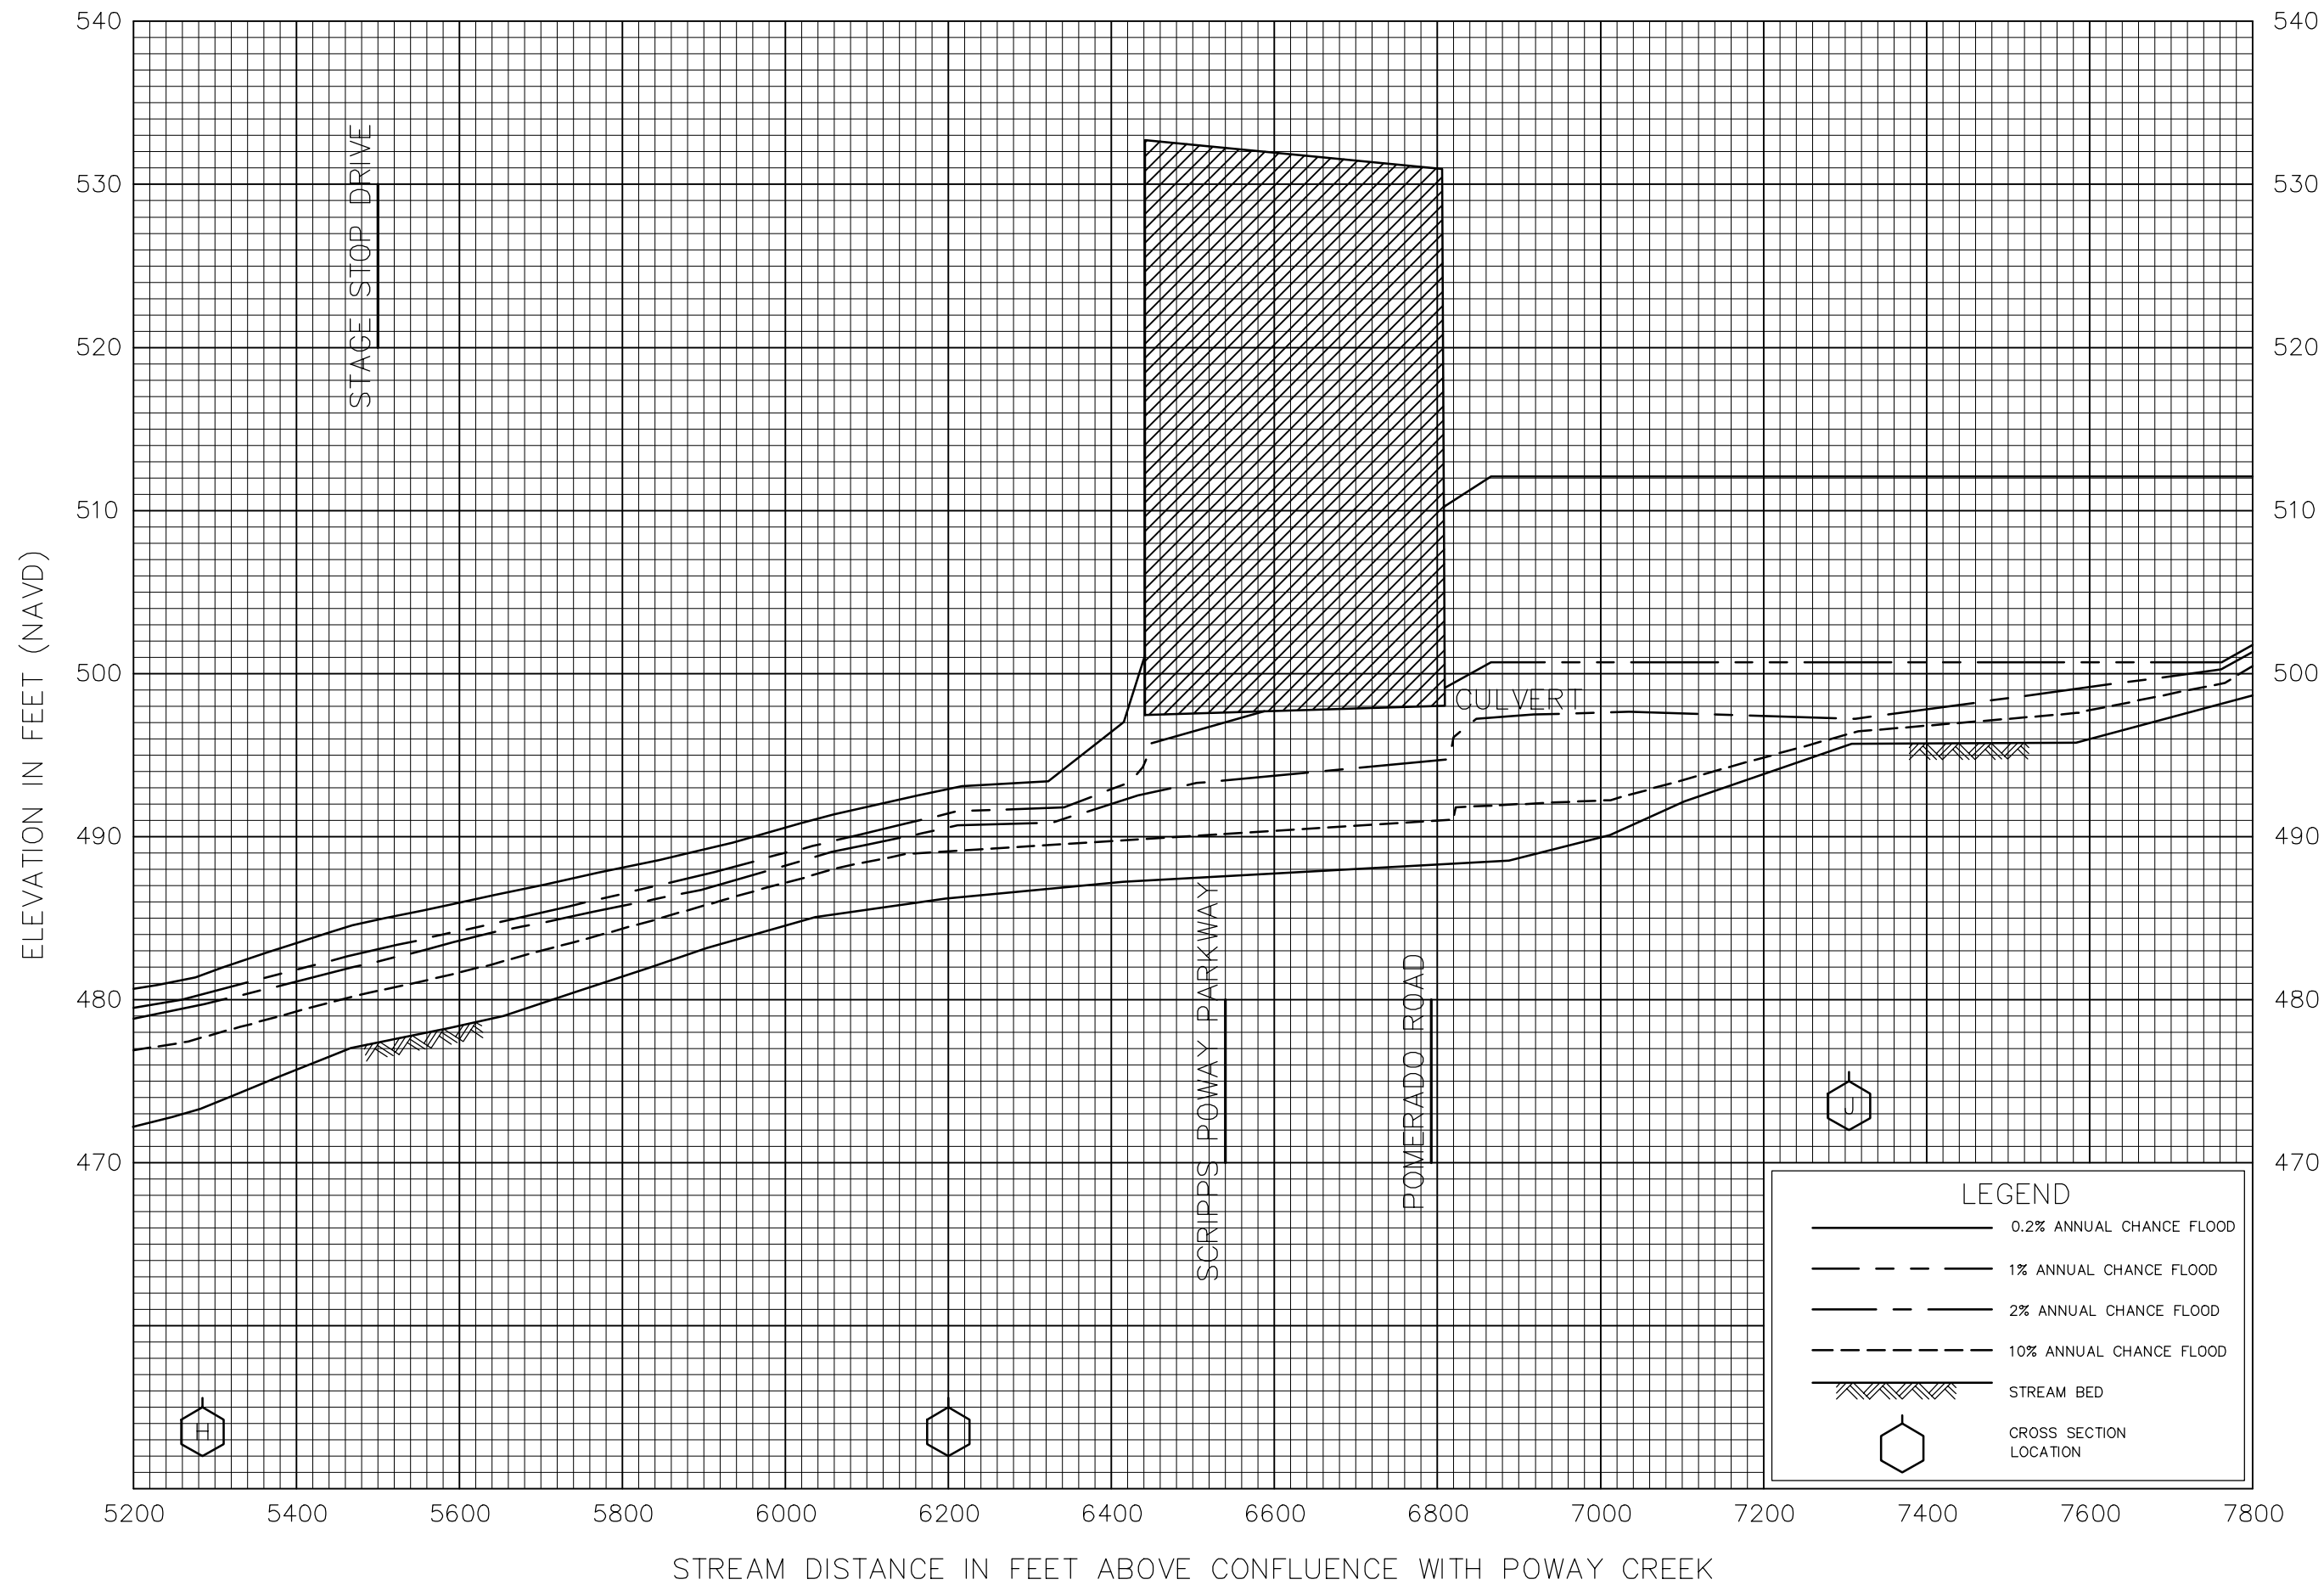 540
540
STAGE STOP DRIVE
530
530
520
520
510
510
ELEVATION IN FEET (NAVD)
500
500
CULVERT
490
490
480
480
SCRIPPS POWAY PARKWAY
POMERADO ROAD
J
470
470
LEGEND
0.2% ANNUAL CHANCE FLOOD
1% ANNUAL CHANCE FLOOD
2% ANNUAL CHANCE FLOOD
10% ANNUAL CHANCE FLOOD
STREAM BED
CROSS SECTION
LOCATION
H
I
5200 5400 5600 5800 6000 6200 6400 6600 6800 7000 7200 7400 7600 7800
STREAM DISTANCE IN FEET ABOVE CONFLUENCE WITH POWAY CREEK